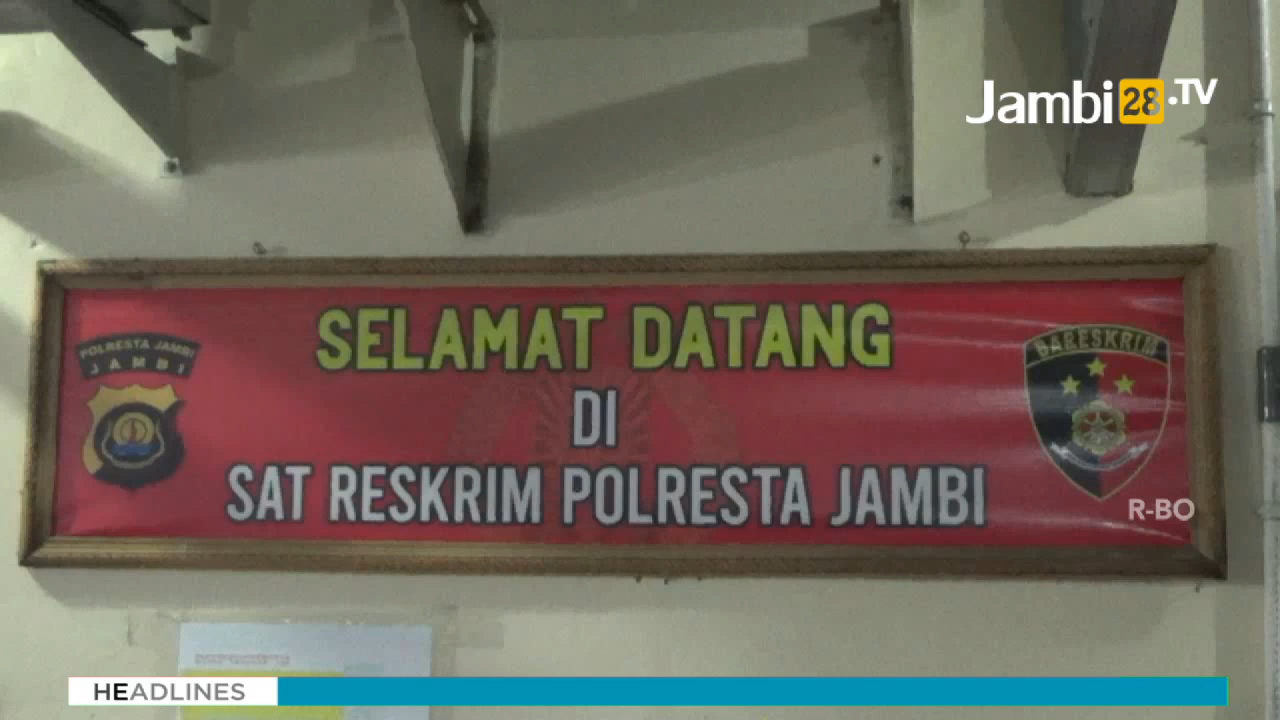 Jambi28.TV
SELAMAT DATANG
POLRESTA JAMBI
JAMBI
BARESKRIM
DI
SAT RESKRIM POLRESTA JAMBI
R-BO
HEADLINES